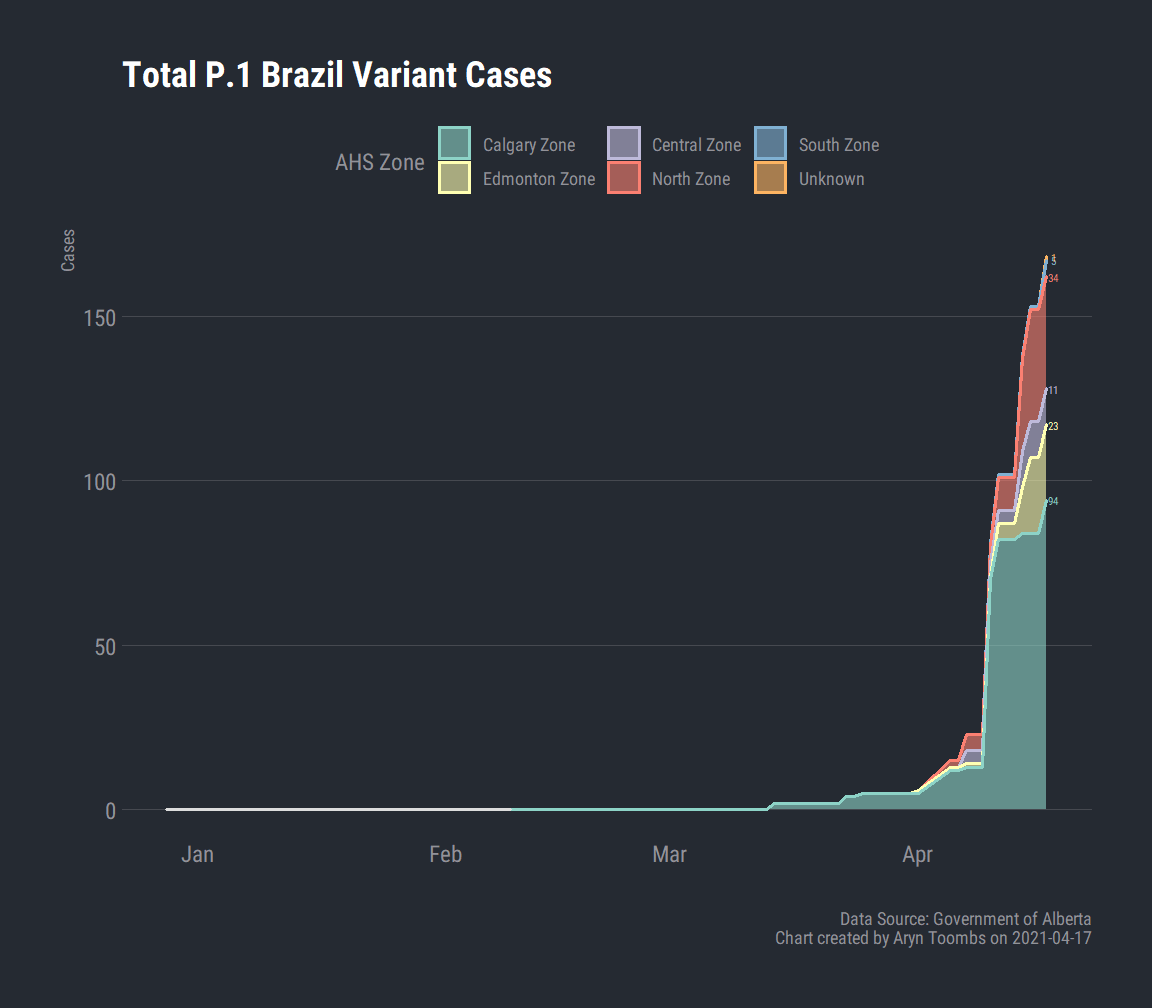 Total P.1 Brazil Variant Cases
AHS Zone
Calgary Zone
Central Zone
South Zone
Edmonton Zone
North Zone
Unknown
Cases
5
34
150
11
23
100
94
50
0
Jan
Feb
Mar
Apr
Data Source: Government of Alberta
Chart created by Aryn Toombs on 2021-04-17